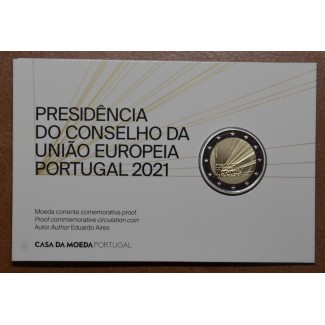 PRESIDÊNCIA
DO CONSELHO DA
UNIÃO EUROPEIA
PORTUGAL 2021
Moeda corrente comemorativa proof
Proof commemorative circulation coin
Autor Author Eduardo Aires
CASA DA MOEDA PORTUGAL